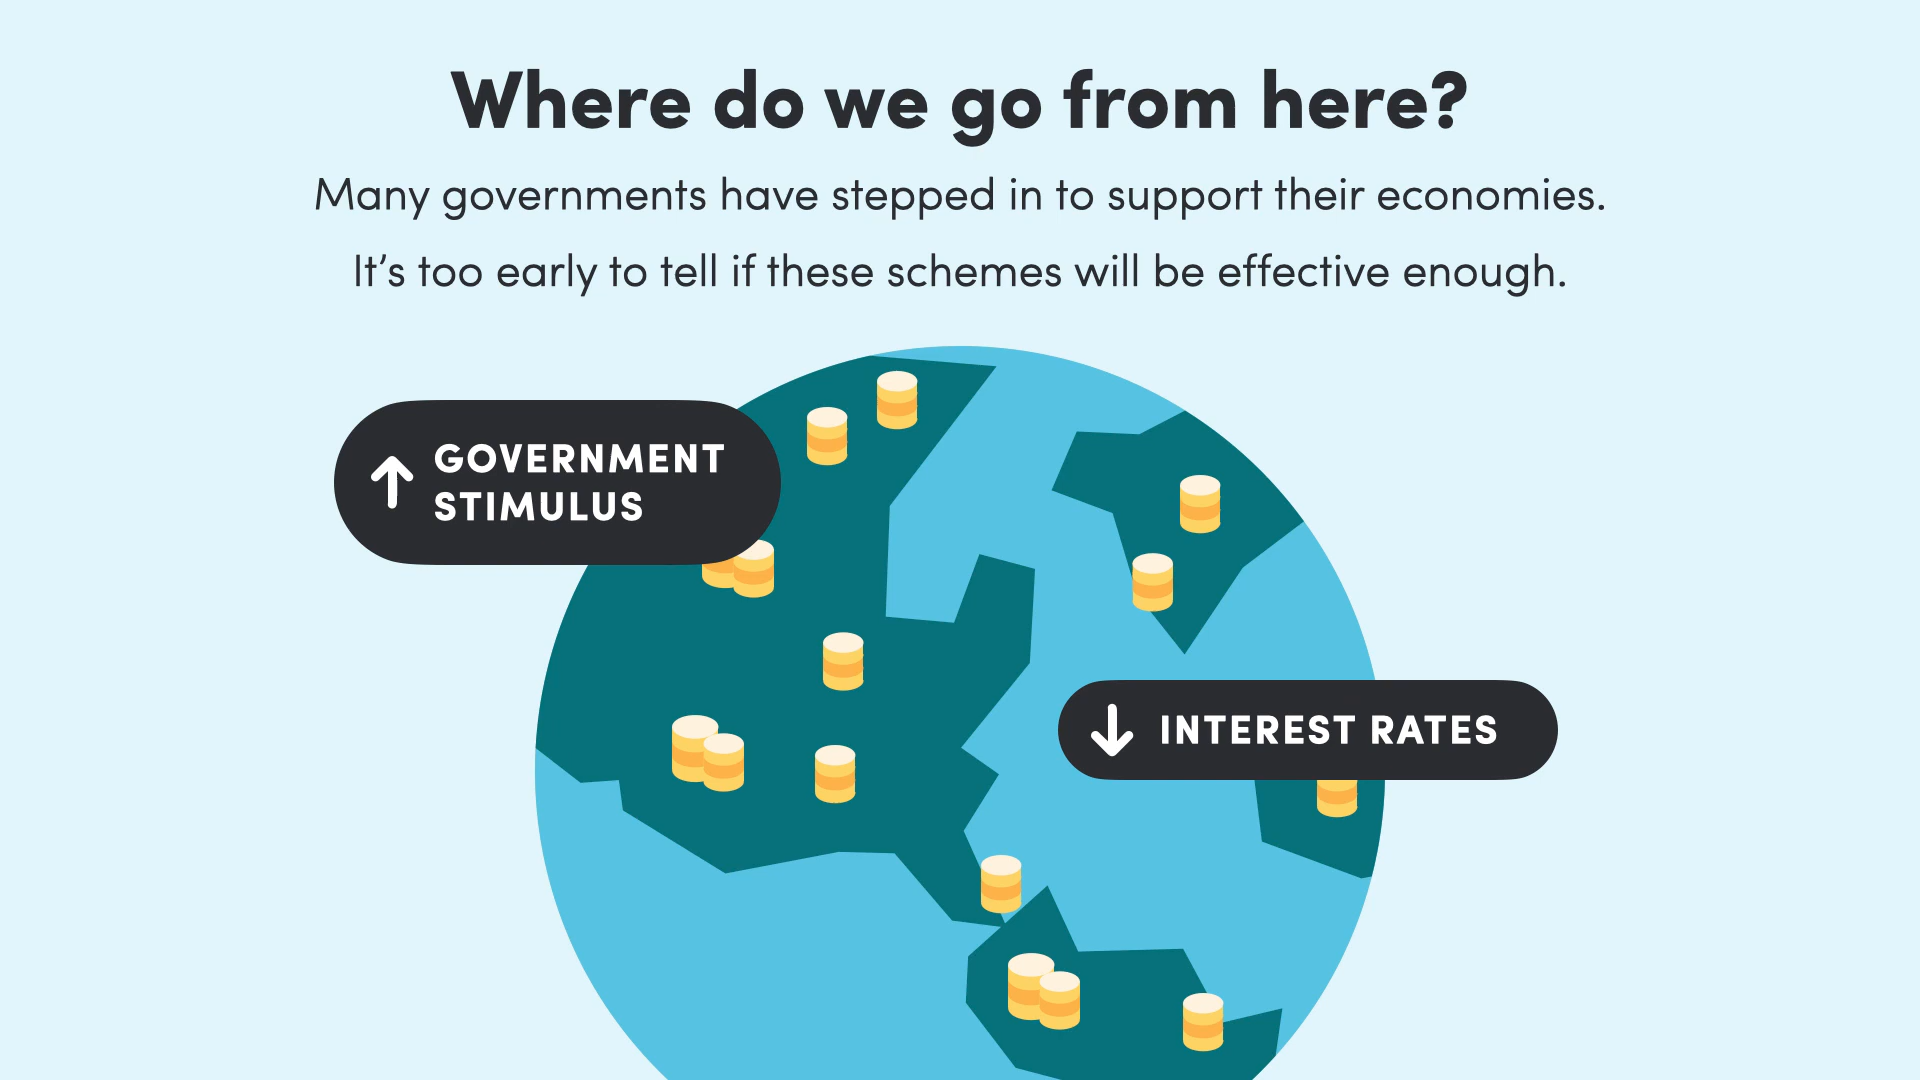 Where do we go from here?
Many governments have stepped in to support their economies.
It's too early to tell if these schemes will be effective enough.
GOVERNMENT
STIMULUS
INTEREST RATES